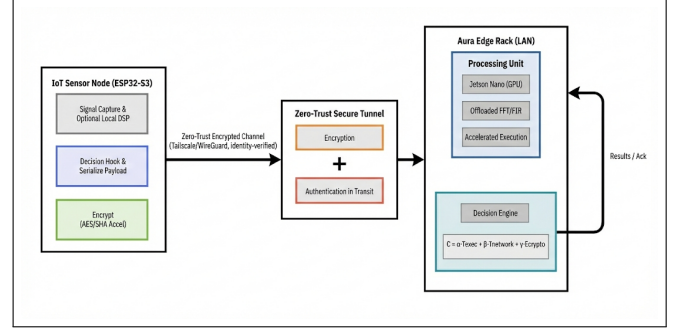 IoT Sensor Node (ESP32-S3)
Signal Capture &
Optional Local DSP
Decision Hook &
Serialize Payload
Encrypt
(AES/SHA Accel)
Zero-Trust Encrypted Channel
(Tailscale/WireGuard, identity-verified)
Zero-Trust Secure Tunnel
Encryption
+
Authentication in Transit
Aura Edge Rack (LAN)
Processing Unit
Jetson Nano (GPU)
Offloaded FFT/FIR
Accelerated Execution
Decision Engine
C = α·Texec + β·Tnetwork + γ·Ecrypto
Results / Ack